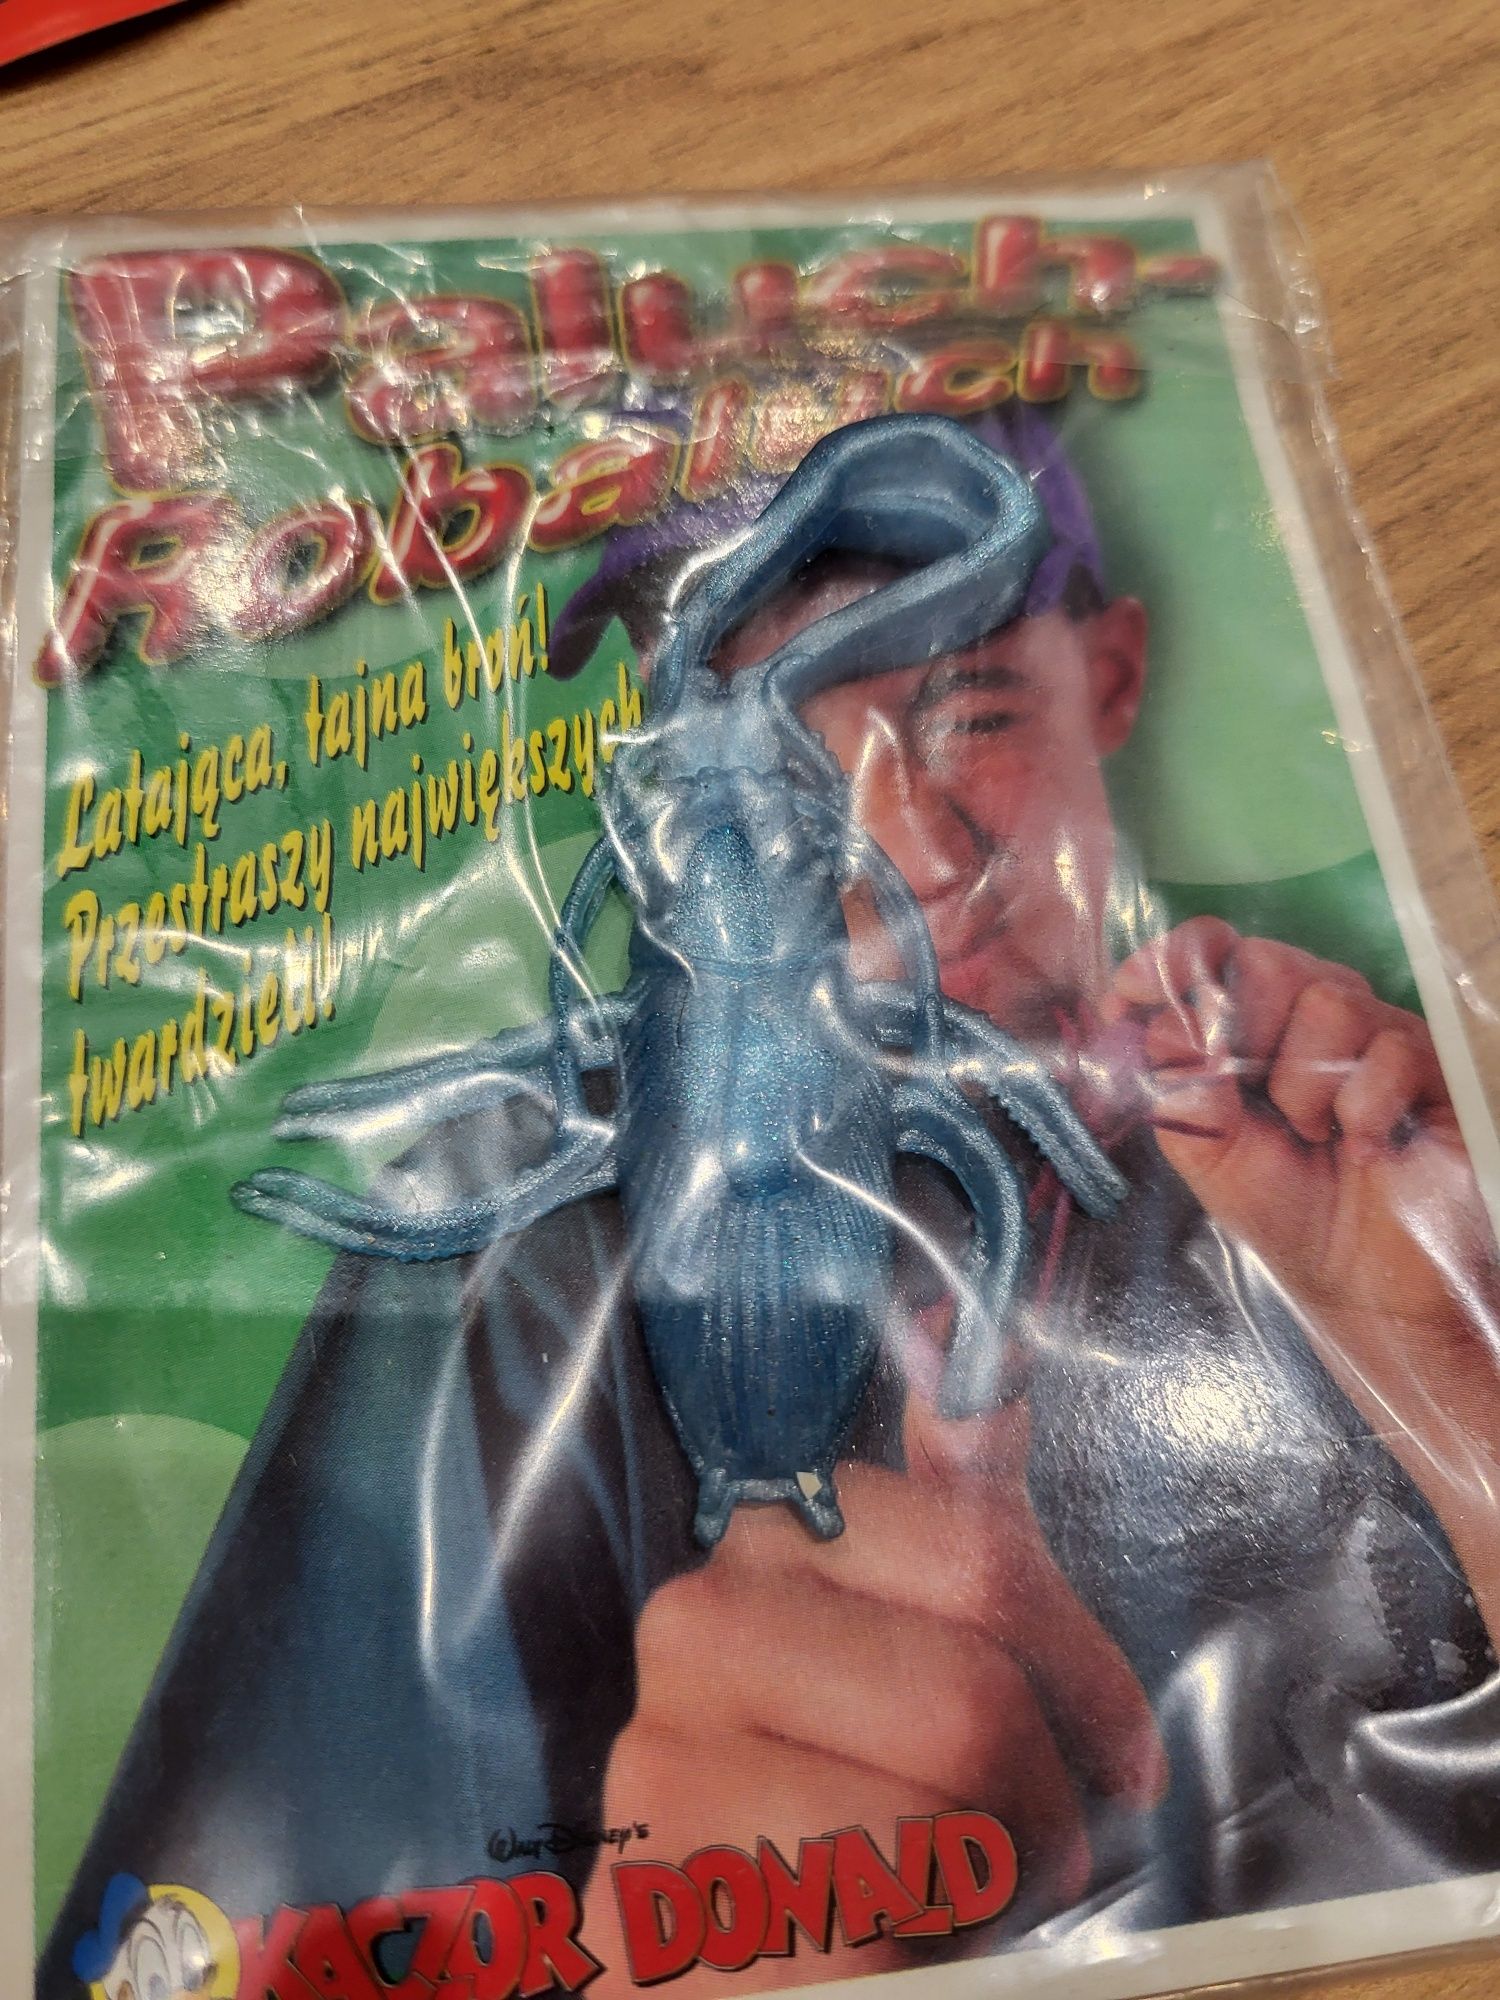 Paluch-
Robaluch
Latająca, tajna broń!
Przestraszy największych
twardzieli!
Walt Disney's
KACZOR DONALD